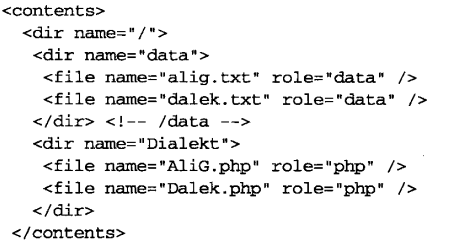 <contents>
  <dir name="/">
   <dir name="data">
    <file name="alig.txt" role="data" />
    <file name="dalek.txt" role="data" />
   </dir> <!-- /data -->
   <dir name="Dialekt">
    <file name="AliG.php" role="php" />
    <file name="Dalek.php" role="php" />
   </dir>
 </contents>